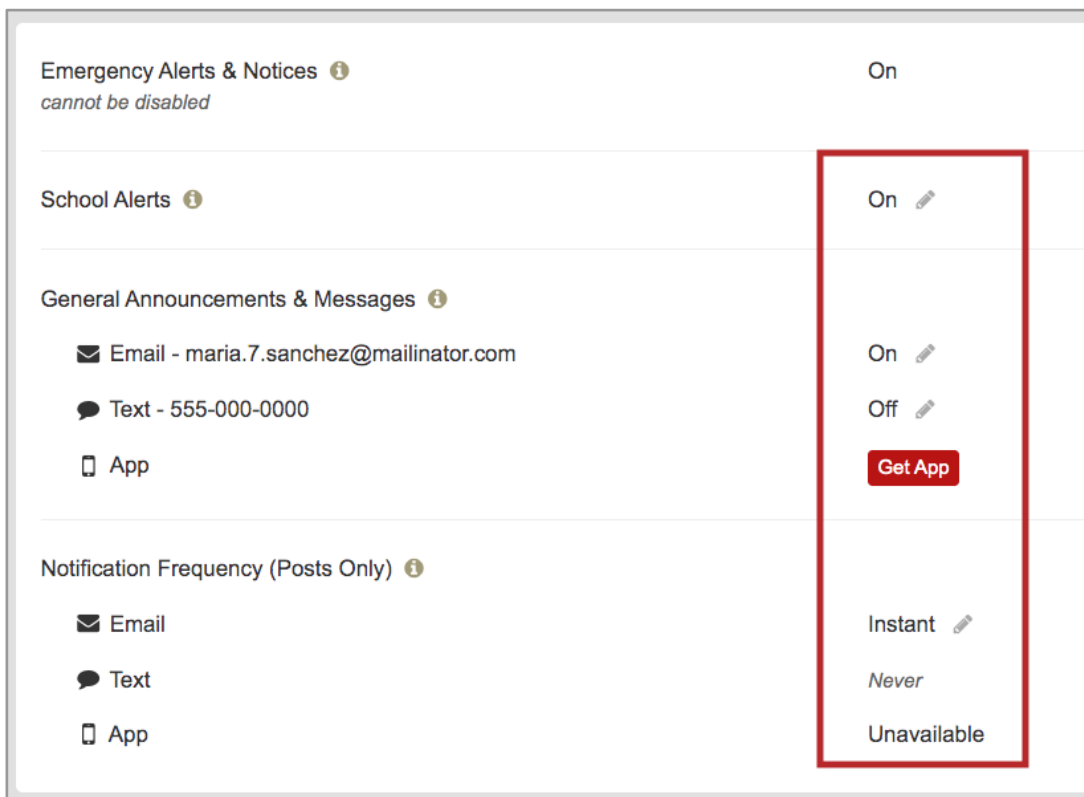 Emergency Alerts & Notices On
cannot be disabled
School Alerts On
General Announcements & Messages
Email - maria.7.sanchez@mailinator.com On
Text - 555-000-0000 Off
App Get App
Notification Frequency (Posts Only)
Email Instant
Text Never
App Unavailable